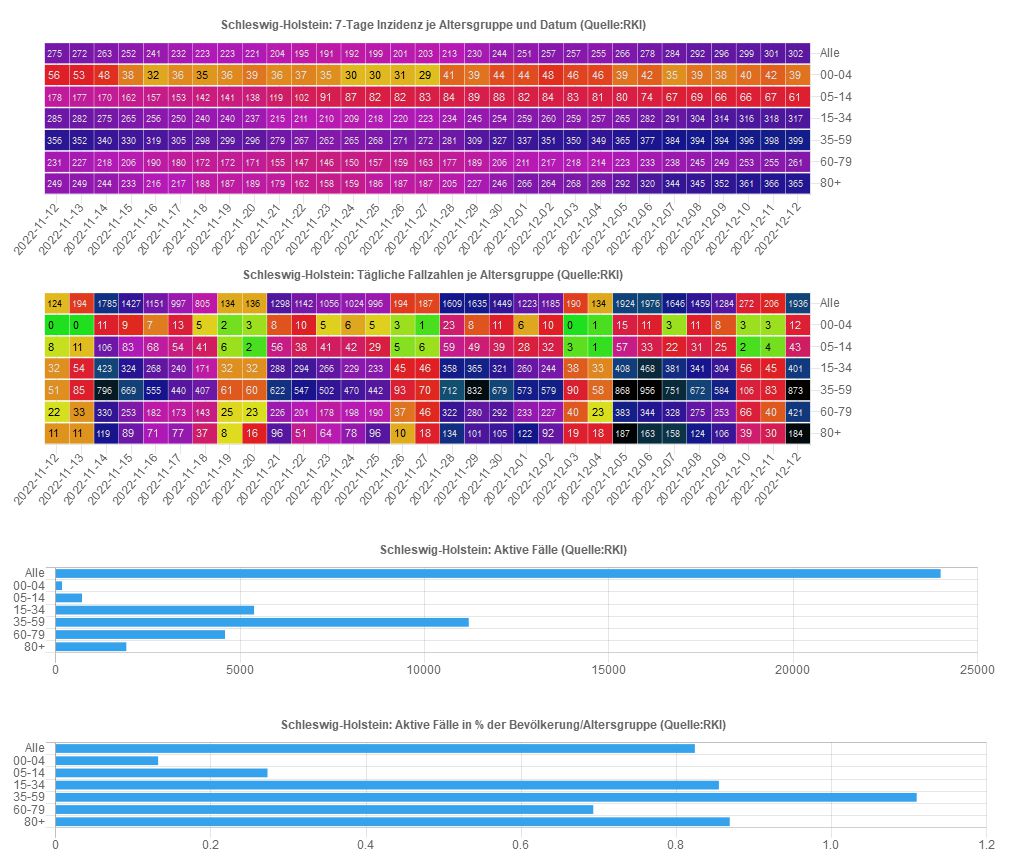 Schleswig-Holstein: 7-Tage Inzidenz je Altersgruppe und Datum (Quelle:RKI)
275 272 263 252 241 232 223 223 221 204 195 191 192 199 201 203 213 230 244 251 257 257 255 266 278 284 292 296 299 301 302 Alle
56 53 48 38 32 36 35 36 39 36 37 35 30 30 31 29 41 39 44 44 48 46 46 39 42 35 39 38 40 42 39 00-04
178 177 170 162 157 153 142 141 138 119 102 91 87 82 82 83 84 89 88 82 84 83 81 80 74 67 69 66 66 67 61 05-14
285 282 275 265 256 250 240 240 237 215 211 210 209 218 220 223 234 245 254 259 260 259 257 265 282 291 304 314 316 318 317 15-34
356 352 340 330 319 305 298 299 296 279 267 262 265 268 271 272 281 309 327 337 351 350 349 365 377 381 394 394 396 398 399 35-59
231 227 218 206 190 180 172 172 171 155 147 146 150 157 159 163 177 189 206 211 217 218 214 223 233 238 245 249 253 255 261 60-79
249 249 244 233 216 217 188 187 189 179 162 158 159 186 187 187 205 227 246 266 264 268 268 292 320 344 345 352 361 366 365 80+
2022-11-12 2022-11-13 2022-11-14 2022-11-15 2022-11-16 2022-11-17 2022-11-18 2022-11-19 2022-11-20 2022-11-21 2022-11-22 2022-11-23 2022-11-24 2022-11-25 2022-11-26 2022-11-27 2022-11-28 2022-11-29 2022-11-30 2022-12-01 2022-12-02 2022-12-03 2022-12-04 2022-12-05 2022-12-06 2022-12-07 2022-12-08 2022-12-09 2022-12-10 2022-12-11 2022-12-12
Schleswig-Holstein: Tägliche Fallzahlen je Altersgruppe (Quelle:RKI)
124 194 1785 1427 1151 997 805 134 136 1298 1142 1056 1024 996 194 187 1609 1635 1449 1223 1185 190 134 1924 1976 1646 1459 1284 272 206 1936 Alle
0 0 11 9 7 13 5 2 3 8 10 5 6 5 3 1 23 8 11 6 10 0 1 15 11 3 11 8 3 3 12 00-04
8 11 106 83 68 54 41 6 2 56 38 41 42 29 5 6 59 49 39 28 32 3 1 57 33 22 31 25 2 4 43 05-14
32 54 423 324 268 240 171 32 32 288 294 266 229 233 45 46 358 365 321 260 244 38 33 408 468 381 341 304 56 45 401 15-34
51 85 796 669 555 440 407 61 60 622 547 502 470 442 93 70 712 832 679 573 579 90 58 868 956 751 672 584 106 83 873 35-59
22 33 330 253 182 173 143 25 23 226 201 178 198 190 37 46 322 280 292 233 227 40 23 383 344 328 275 253 66 40 421 60-79
11 11 119 89 71 77 37 8 16 96 51 64 78 96 10 18 134 101 105 122 92 19 18 187 163 158 124 106 39 30 184 80+
2022-11-12 2022-11-13 2022-11-14 2022-11-15 2022-11-16 2022-11-17 2022-11-18 2022-11-19 2022-11-20 2022-11-21 2022-11-22 2022-11-23 2022-11-24 2022-11-25 2022-11-26 2022-11-27 2022-11-28 2022-11-29 2022-11-30 2022-12-01 2022-12-02 2022-12-03 2022-12-04 2022-12-05 2022-12-06 2022-12-07 2022-12-08 2022-12-09 2022-12-10 2022-12-11 2022-12-12
Schleswig-Holstein: Aktive Fälle (Quelle:RKI)
Alle
00-04
05-14
15-34
35-59
60-79
80+
0 5000 10000 15000 20000 25000
Schleswig-Holstein: Aktive Fälle in % der Bevölkerung/Altersgruppe (Quelle:RKI)
Alle
00-04
05-14
15-34
35-59
60-79
80+
0 0.2 0.4 0.6 0.8 1.0 1.2